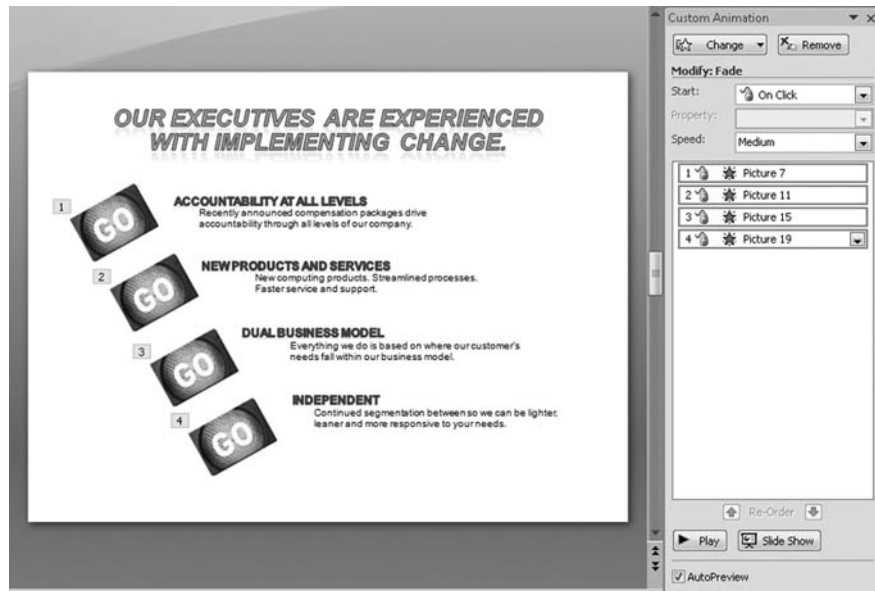 OUR EXECUTIVES ARE EXPERIENCED
WITH IMPLEMENTING CHANGE.
1
GO
ACCOUNTABILITY AT ALL LEVELS
Recently announced compensation packages drive
accountability through all levels of our company.
2
GO
NEW PRODUCTS AND SERVICES
New computing products. Streamlined processes.
Faster service and support.
3
GO
DUAL BUSINESS MODEL
Everything we do is based on where our customer's
needs fall within our business model.
4
GO
INDEPENDENT
Continued segmentation between so we can be lighter,
leaner and more responsive to your needs.
Custom Animation
Change
Remove
Modify: Fade
Start:
On Click
Property:
Speed:
Medium
1 Picture 7
2 Picture 11
3 Picture 15
4 Picture 19
Re-Order
Play
Slide Show
AutoPreview